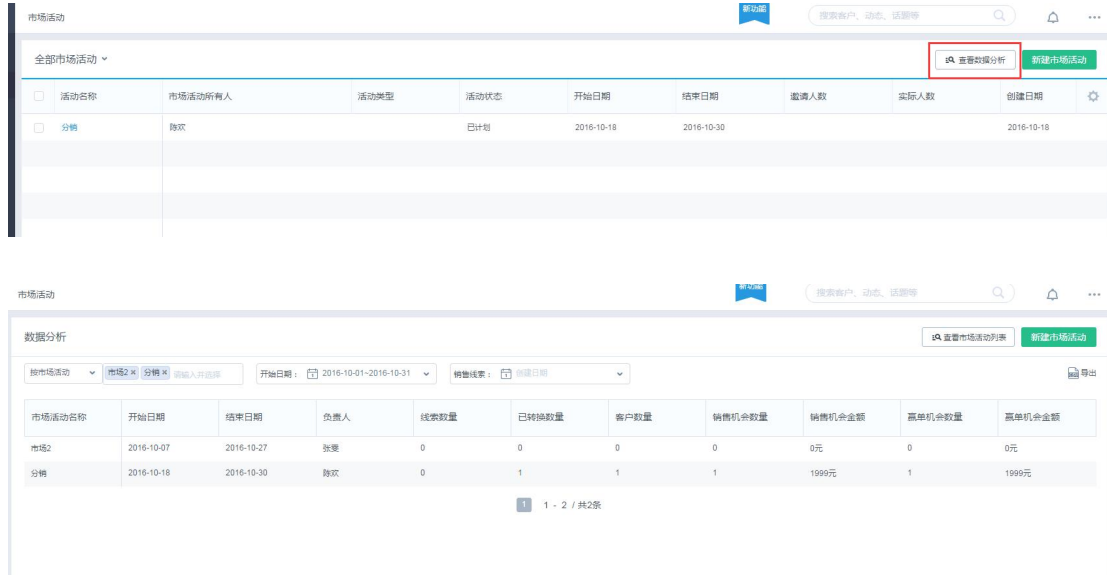 市场活动 新功能 搜索客户、动态、话题等
全部市场活动 查看数据分析 新建市场活动
活动名称 市场活动所有人 活动类型 活动状态 开始日期 结束日期 邀请人数 实际人数 创建日期
分销 陈欢 已计划 2016-10-18 2016-10-30 2016-10-18
市场活动 新功能 搜索客户、动态、话题等
数据分析 查看市场活动列表 新建市场活动
按市场活动 市场2 × 分销 × 请输入并选择 开始日期： 2016-10-01~2016-10-31 销售线索： 创建日期 导出
市场活动名称 开始日期 结束日期 负责人 线索数量 已转换数量 客户数量 销售机会数量 销售机会金额 赢单机会数量 赢单机会金额
市场2 2016-10-07 2016-10-27 张雯 0 0 0 0 0元 0 0元
分销 2016-10-18 2016-10-30 陈欢 0 1 1 1 1999元 1 1999元
1 1 - 2 / 共2条